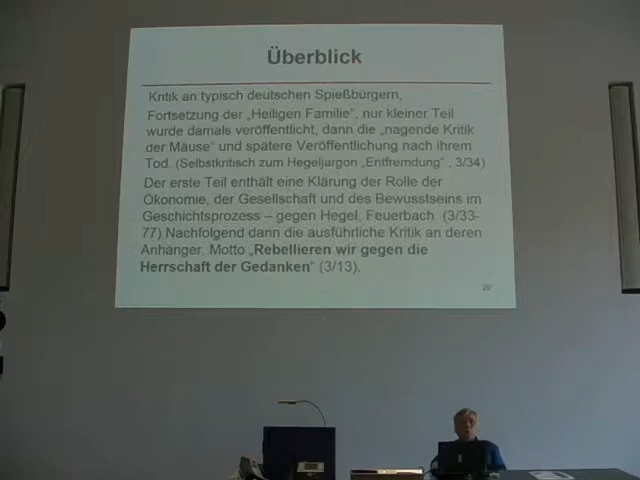 Überblick
Kritik an typisch deutschen Spießbürgern,
Fortsetzung der „Heiligen Familie", nur kleiner Teil
wurde damals veröffentlicht, dann die „nagende Kritik
der Mäuse" und spätere Veröffentlichung nach ihrem
Tod. (Selbstkritisch zum Hegeljargon „Entfremdung" , 3/34)
Der erste Teil enthält eine Klärung der Rolle der
Ökonomie, der Gesellschaft und des Bewusstseins im
Geschichtsprozess – gegen Hegel, Feuerbach (3/33-
77) Nachfolgend dann die ausführliche Kritik an deren
Anhänger. Motto „Rebellieren wir gegen die
Herrschaft der Gedanken" (3/13).